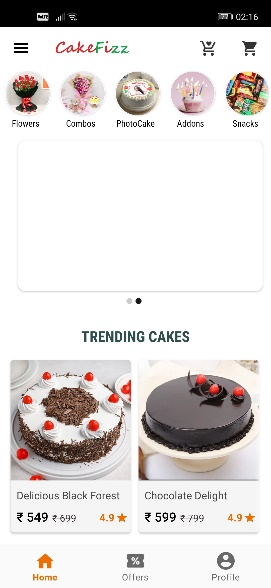 02:16
CakeFizz
Flowers Combos PhotoCake Addons Snacks
TRENDING CAKES
Delicious Black Forest
₹ 549 ₹ 699 4.9
Chocolate Delight
₹ 599 ₹ 799 4.9
Home Offers Profile